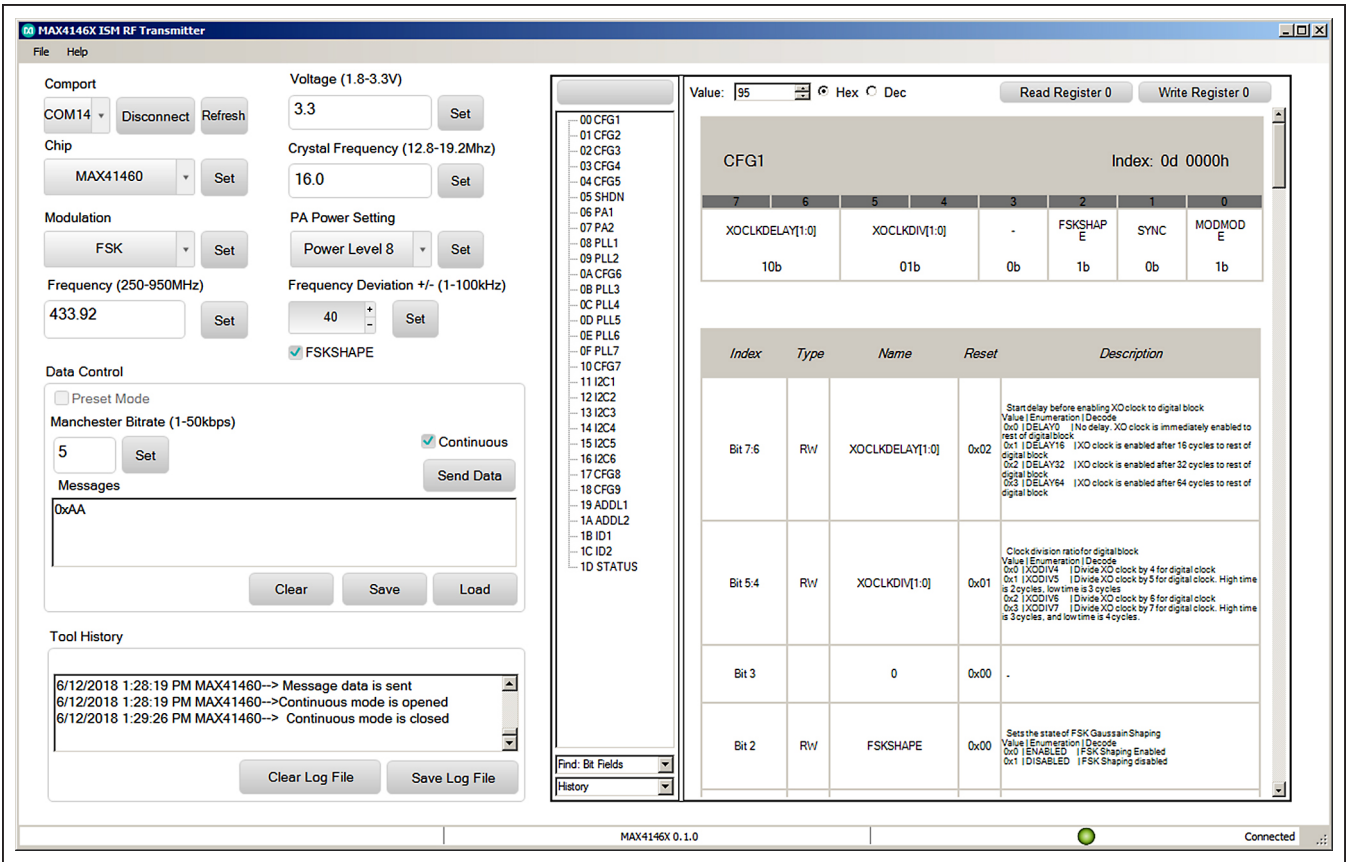 MAX4146X ISM RF Transmitter
File Help
Comport
COM14 Disconnect Refresh
Chip
MAX41460 Set
Modulation
FSK Set
Frequency (250-950MHz)
433.92 Set
Voltage (1.8-3.3V)
3.3 Set
Crystal Frequency (12.8-19.2Mhz)
16.0 Set
PA Power Setting
Power Level 8 Set
Frequency Deviation +/- (1-100kHz)
40 + - Set
FSKSHAPE
Data Control
Preset Mode
Manchester Bitrate (1-50kbps)
5 Set
Continuous
Send Data
Messages
0xAA
Clear Save Load
Tool History
6/12/2018 1:28:19 PM MAX41460--> Message data is sent
6/12/2018 1:28:19 PM MAX41460-->Continuous mode is opened
6/12/2018 1:29:26 PM MAX41460--> Continuous mode is closed
Clear Log File Save Log File
00 CFG1
01 CFG2
02 CFG3
03 CFG4
04 CFG5
05 SHDN
06 PA1
07 PA2
08 PLL1
09 PLL2
0A CFG6
0B PLL3
0C PLL4
0D PLL5
0E PLL6
0F PLL7
10 CFG7
11 I2C1
12 I2C2
13 I2C3
14 I2C4
15 I2C5
16 I2C6
17 CFG8
18 CFG9
19 ADDL1
1A ADDL2
1B ID1
1C ID2
1D STATUS
Find: Bit Fields
History
Value: 95 Hex Dec Read Register 0 Write Register 0
CFG1 Index: 0d 0000h
7 6 5 4 3 2 1 0
XOCLKDELAY[1:0] XOCLKDIV[1:0] - FSKSHAP SYNC MODMOD
E E
10b 01b 0b 1b 0b 1b
Index Type Name Reset Description
Bit 7:6 RW XOCLKDELAY[1:0] 0x02
Start delay before enabling XO clock to digital block
Value | Enumeration | Decode
0x0 | DELAY0 | No delay. XO clock is immediately enabled to
rest of digital block
0x1 | DELAY16 | XO clock is enabled after 16 cycles to rest of
digital block
0x2 | DELAY32 | XO clock is enabled after 32 cycles to rest of
digital block
0x3 | DELAY64 | XO clock is enabled after 64 cycles to rest of
digital block
Bit 5:4 RW XOCLKDIV[1:0] 0x01
Clock division ratio for digital block
Value | Enumeration | Decode
0x0 | XODIV4 | Divide XO clock by 4 for digital clock
0x1 | XODIV5 | Divide XO clock by 5 for digital clock. High time
is 2 cycles, low time is 3 cycles
0x2 | XODIV6 | Divide XO clock by 6 for digital clock
0x3 | XODIV7 | Divide XO clock by 7 for digital clock. High time
is 3 cycles, and low time is 4 cycles.
Bit 3 0 0x00 -
Bit 2 RW FSKSHAPE 0x00
Sets the state of FSK Gaussain Shaping
Value | Enumeration | Decode
0x0 | ENABLED | FSK Shaping Enabled
0x1 | DISABLED | FSK Shaping disabled
MAX4146X 0.1.0 Connected